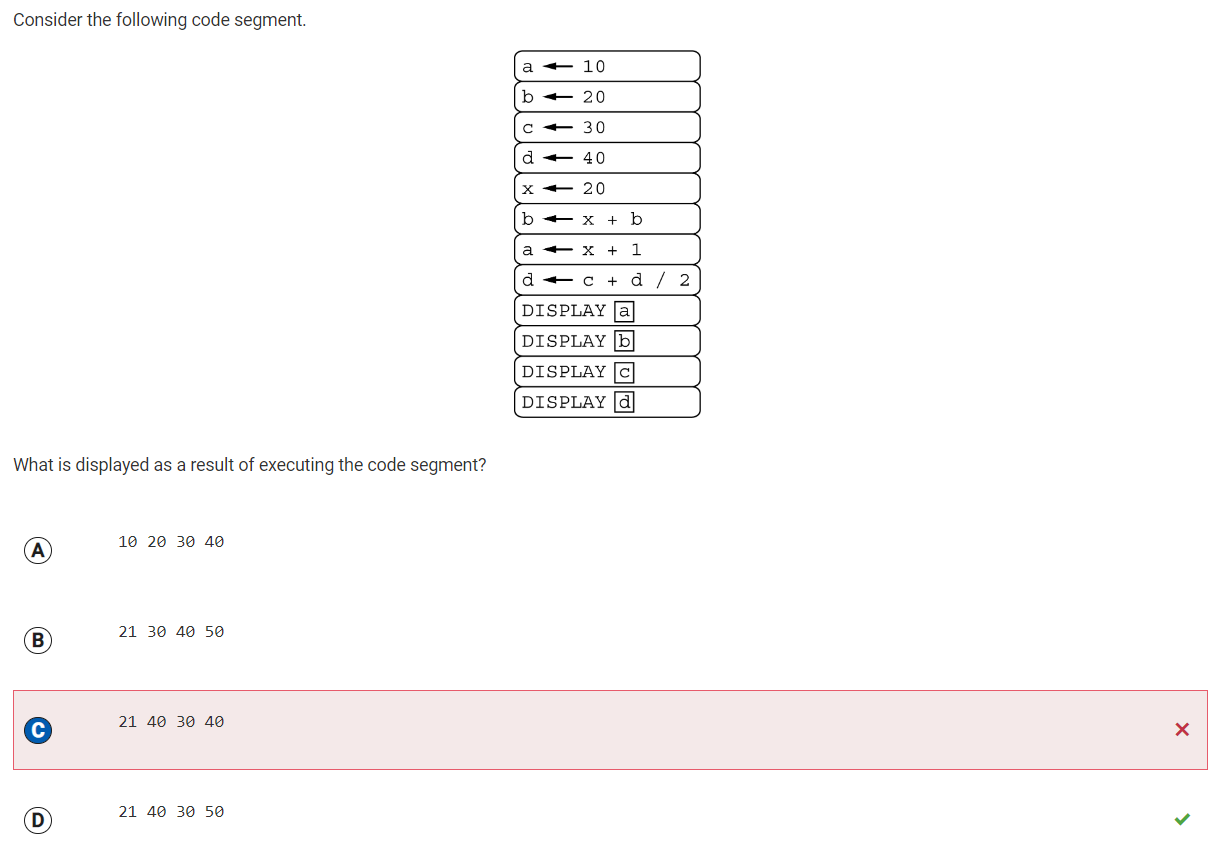 Consider the following code segment.
a ← 10
b ← 20
c ← 30
d ← 40
x ← 20
b ← x + b
a ← x + 1
d ← c + d / 2
DISPLAY a
DISPLAY b
DISPLAY c
DISPLAY d
What is displayed as a result of executing the code segment?
A 10 20 30 40
B 21 30 40 50
C 21 40 30 40
D 21 40 30 50